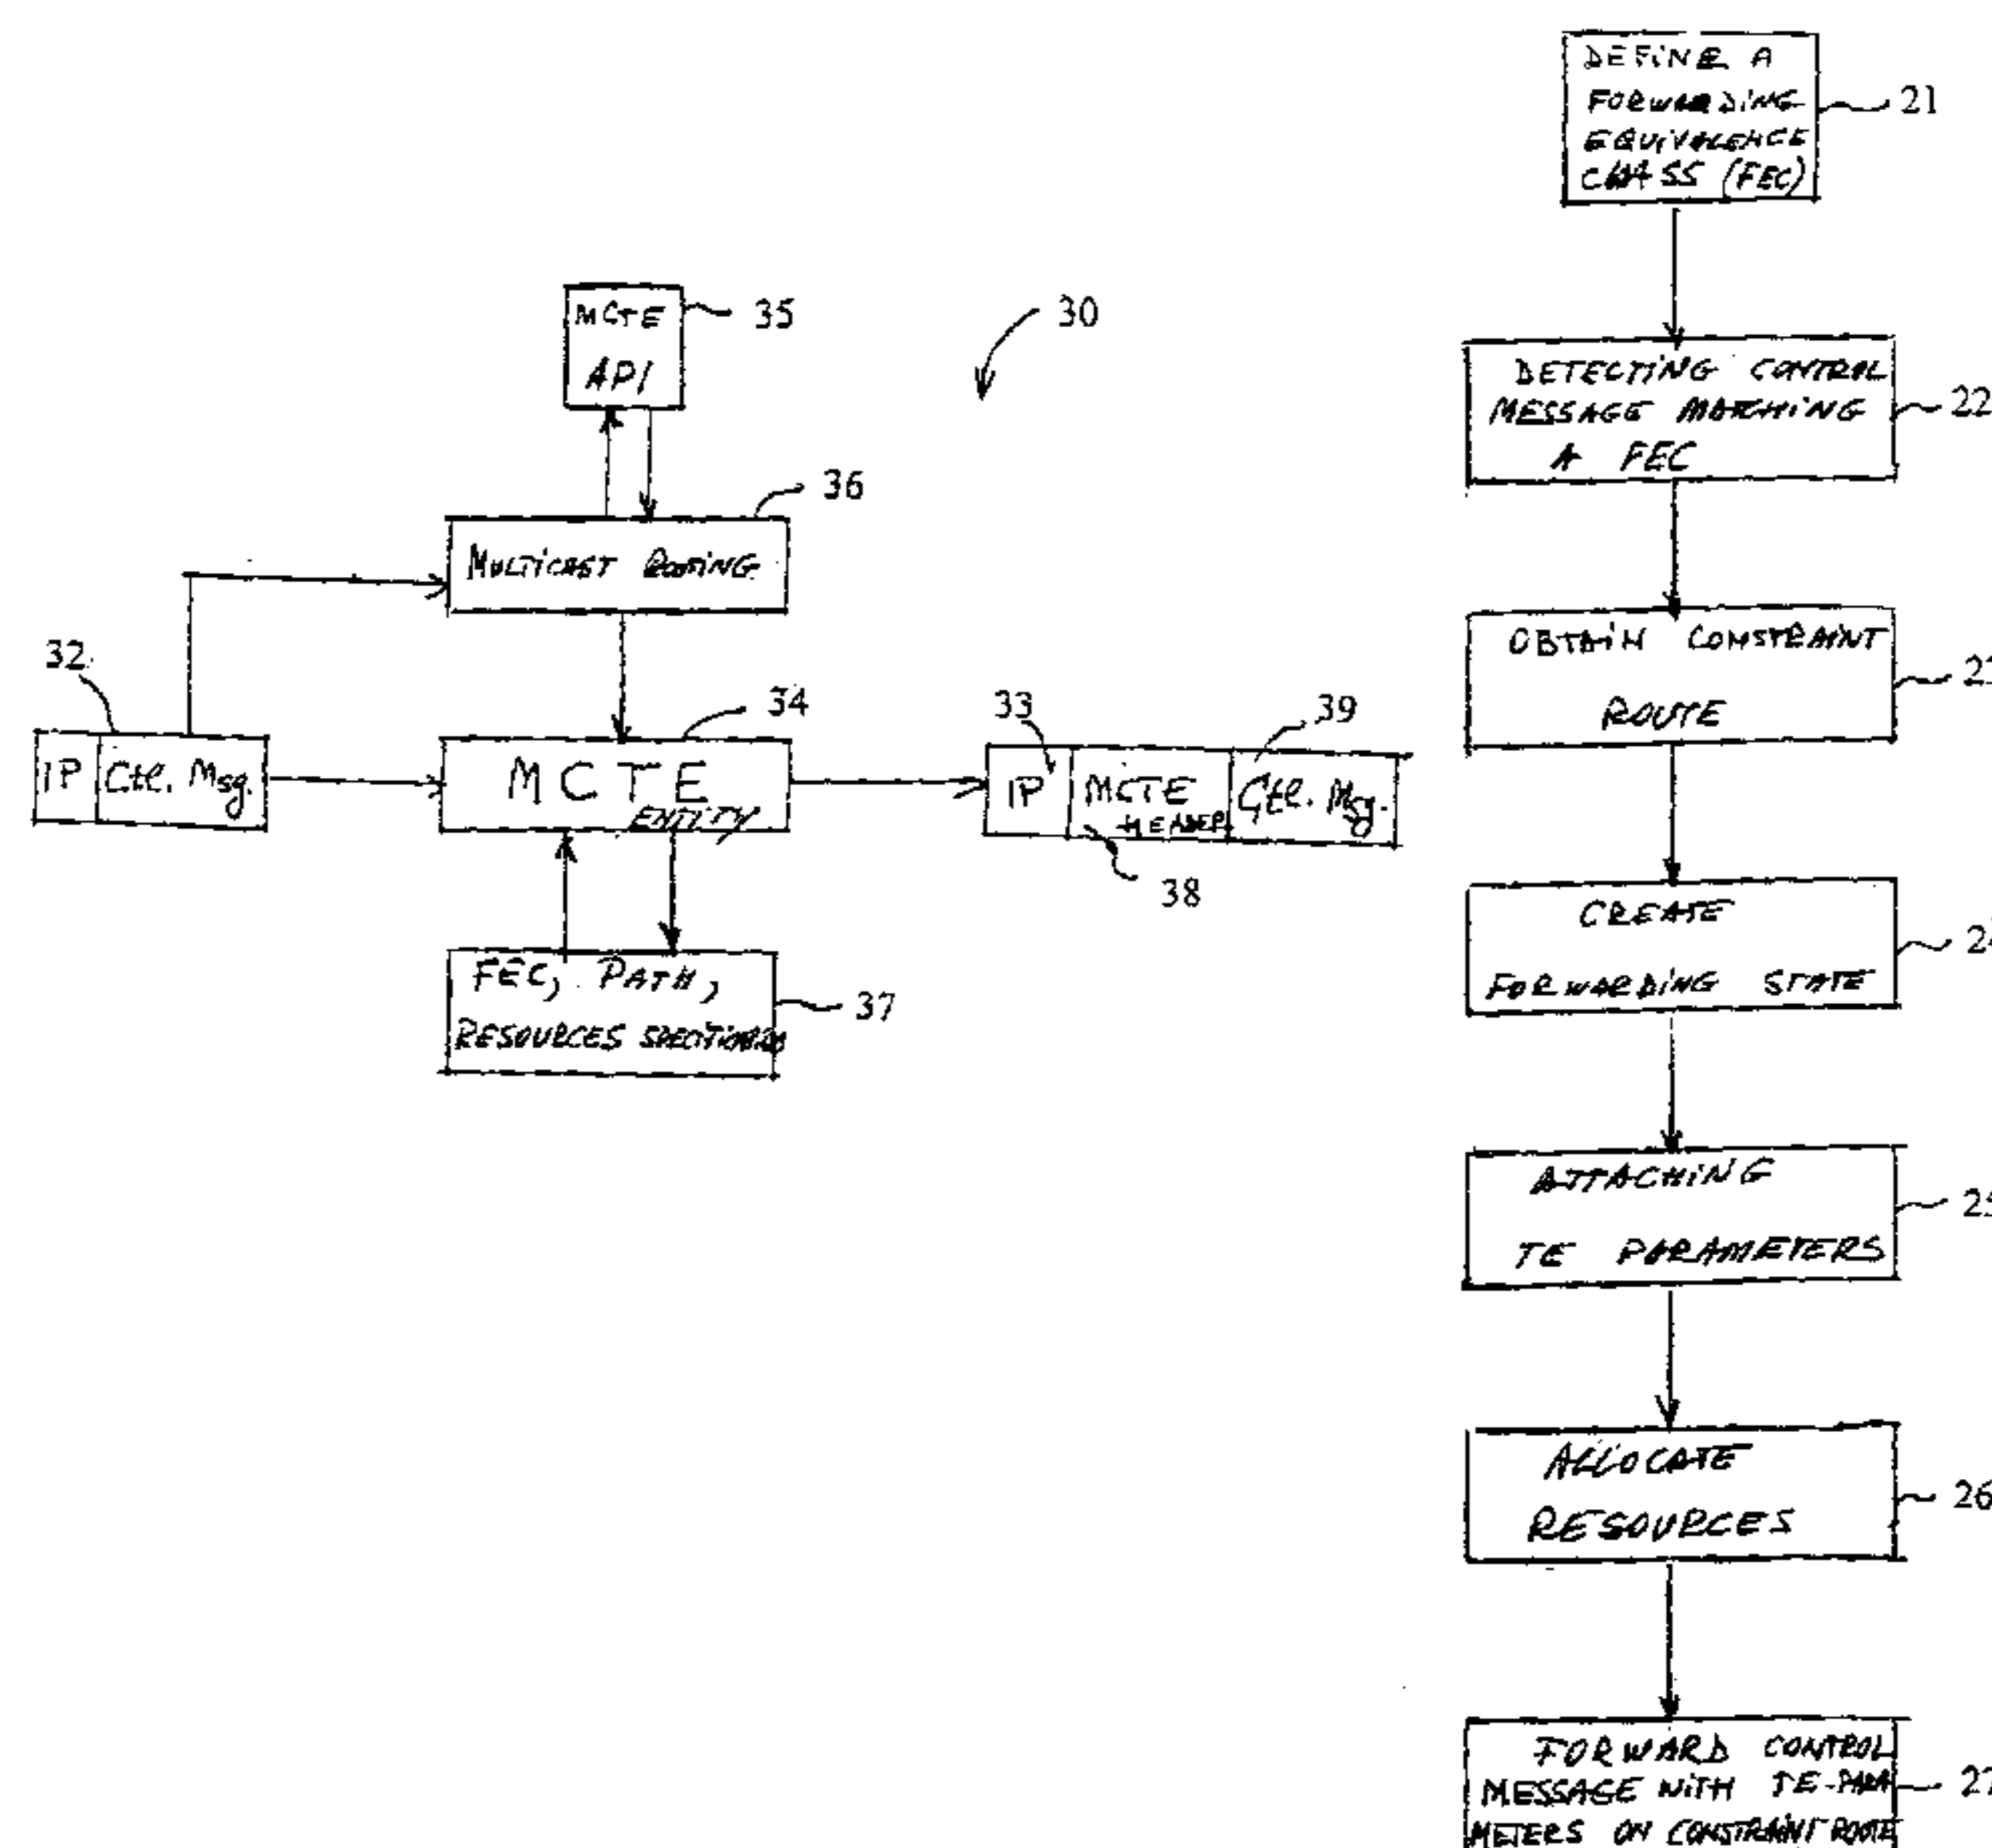 MCTE
API
35
30
36
MULTICAST ROUTING
32
IP
Ctl. Msg.
34
MCTE
ENTITY
33
39
IP
MCTE
HEADER
Ctl. Msg.
38
FEC, PATH,
RESOURCES
37
DEFINE A
FORWARDING
EQUIVALENCE
CLASS (FEC)
21
DETECTING CONTROL
MESSAGE MATCHING
A FEC
22
OBTAIN CONSTRAINT
ROUTE
CREATE
FORWARDING STATE
ATTACHING
TE PARAMETERS
ALLOCATE
RESOURCES
26
FORWARD CONTROL
MESSAGE WITH TE-PARA
METERS ON CONSTRAINT ROUTE